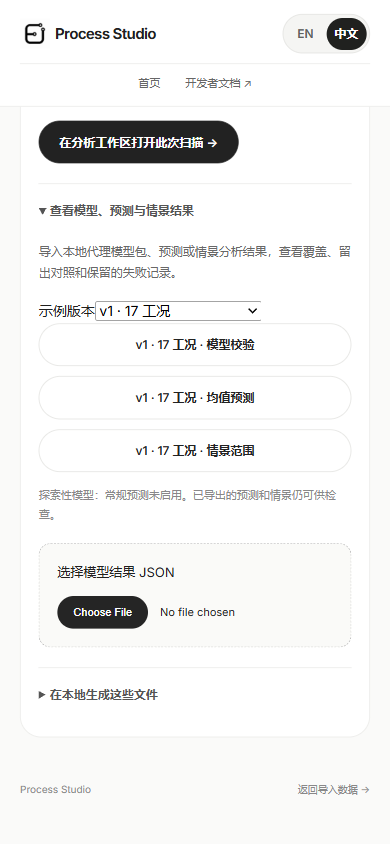 Process Studio
EN
中文
首页
开发者文档 ↗
在分析工作区打开此次扫描 →
▼ 查看模型、预测与情景结果
导入本地代理模型包、预测或情景分析结果，查看覆盖、留
出对照和保留的失败记录。
示例版本 v1 · 17 工况
v1 · 17 工况 · 模型校验
v1 · 17 工况 · 均值预测
v1 · 17 工况 · 情景范围
探索性模型：常规预测未启用。已导出的预测和情景仍可供检
查。
选择模型结果 JSON
Choose File No file chosen
▶ 在本地生成这些文件
Process Studio
返回导入数据 →